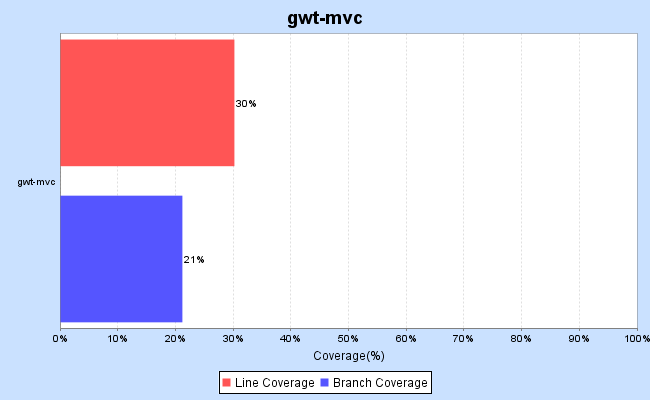 gwt-mvc
30%
gwt-mvc
21%
0% 10% 20% 30% 40% 50% 60% 70% 80% 90% 100%
Coverage(%)
Line Coverage Branch Coverage